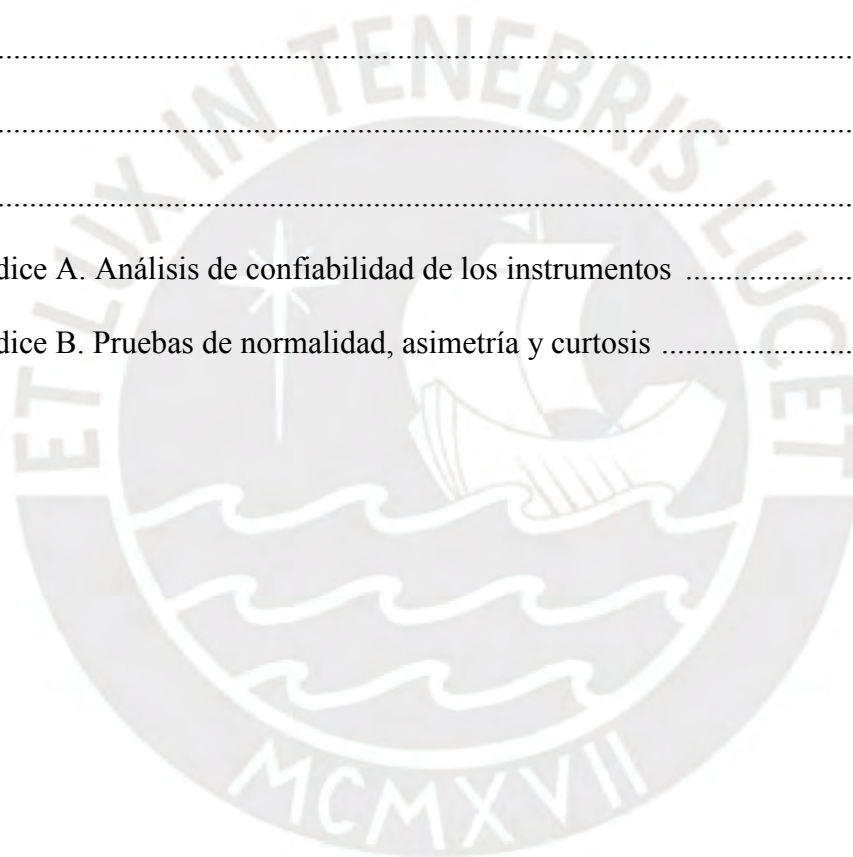 ET LUX IN TENEBRIS LUCET
..........................................................................................................
..........................................................................................................
..........................................................................................................
dice A. Análisis de confiabilidad de los instrumentos .....................
dice B. Pruebas de normalidad, asimetría y curtosis ........................
MCMXVII